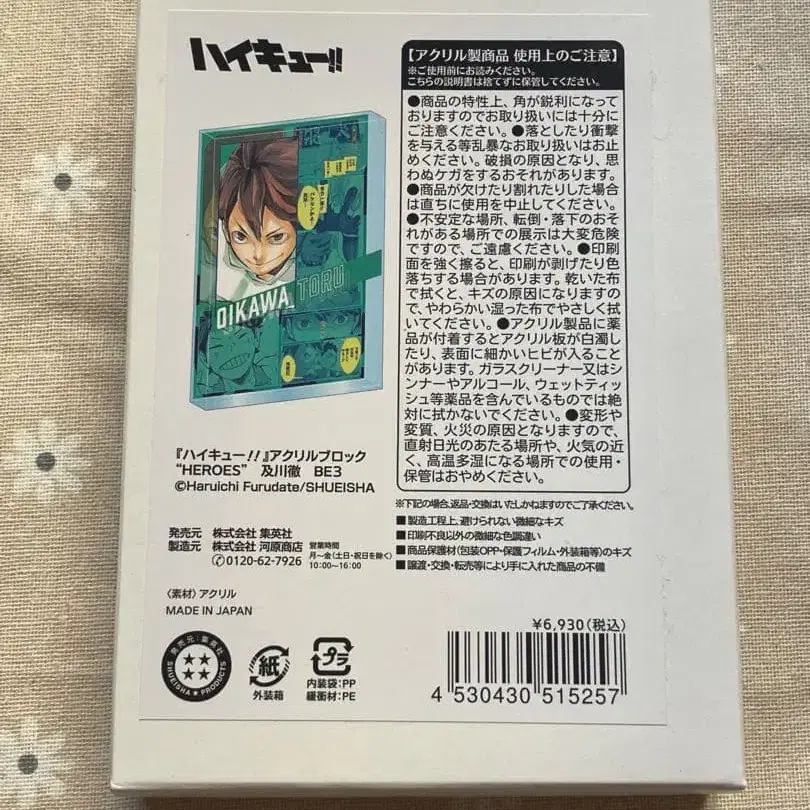 ハイキュー!!
OIKAWA TORU
『ハイキュー!!』アクリルブロック
“HEROES” 及川徹 BE3
©Haruichi Furudate/SHUEISHA
発売元 株式会社 集英社
製造元 株式会社 河原商店
営業時間
0120-62-7926
月～金(土日・祝日を除く)
10:00～16:00
〈素材〉アクリル
MADE IN JAPAN
発売元:集英社
SHUEISHA PRODUCTS
紙
外装箱
プラ
内装袋:PP
緩衝材:PE
【アクリル製商品 使用上のご注意】
※ご使用前にお読みください。
こちらの説明書は捨てずに保管してください。
●商品の特性上、角が鋭利になって
おりますのでお取り扱いには十分に
ご注意ください。●落としたり衝撃
を与える等乱暴なお取り扱いはお止
めください。破損の原因となり、思
わぬケガをするおそれがあります。
●商品が欠けたり割れたりした場合
は直ちに使用を中止してください。
●不安定な場所、転倒・落下のおそ
れがある場所での展示は大変危険
ですので、ご遠慮ください。●印刷
面を強く擦ると、印刷が剥げたり色
落ちする場合があります。乾いた布
で拭くと、キズの原因になりますの
で、やわらかい湿った布でやさしく拭
いてください。●アクリル製品に薬
品が付着するとアクリル板が白濁し
たり、表面に細かいヒビが入ること
があります。ガラスクリーナー又はシ
ンナーやアルコール、ウェットティッ
シュ等薬品を含んでいるものでは絶
対に拭かないでください。●変形や
変質、火災の原因となりますので、
直射日光のあたる場所や、火気の近
く、高温多湿になる場所での使用・
保管はおやめください。
※下記の場合、返品・交換はいたしかねますのでご了承ください。
■製造工程上、避けられない微細なキズ
■印刷不良以外の微細な色調違い
■商品保護材(包装OPP・保護フィルム・外装箱等)のキズ
■譲渡・交換・転売等により手に入れた商品の不備
¥6,930(税込)
4 530430 515257